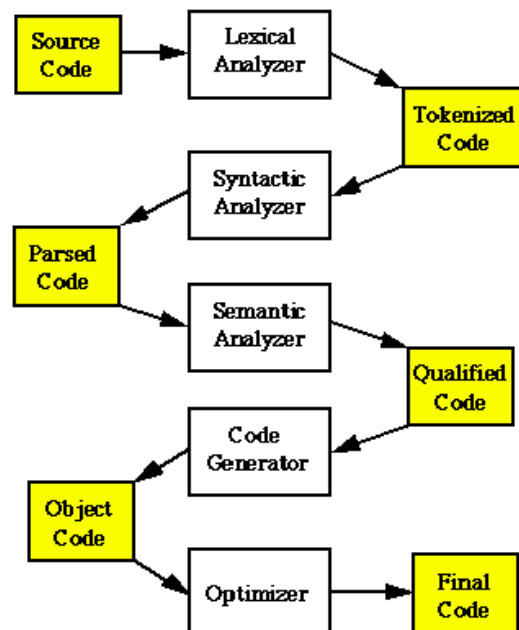 Source
Code
Lexical
Analyzer
Tokenized
Code
Syntactic
Analyzer
Parsed
Code
Semantic
Analyzer
Qualified
Code
Code
Generator
Object
Code
Optimizer
Final
Code